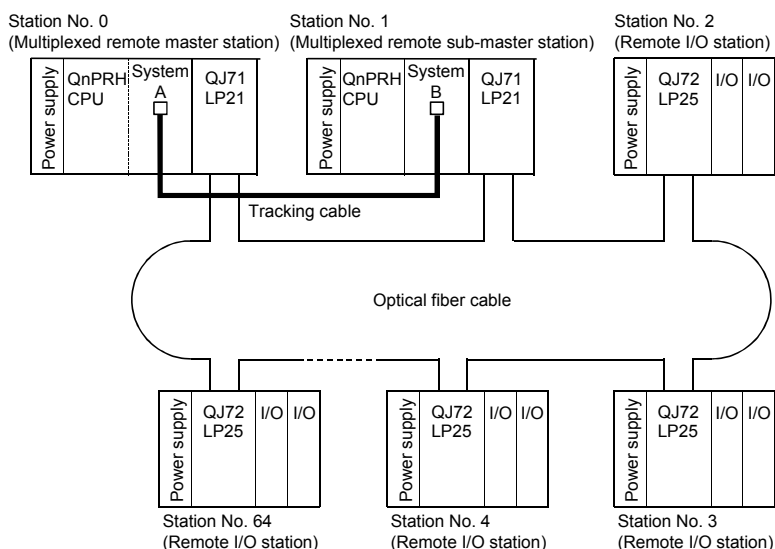 Station No. 0
(Multiplexed remote master station)
Station No. 1
(Multiplexed remote sub-master station)
Station No. 2
(Remote I/O station)
Power supply
QnPRH
CPU
System
A
QJ71
LP21
Power supply
QnPRH
CPU
System
B
QJ71
LP21
Power supply
QJ72
LP25
I/O
I/O
Tracking cable
Optical fiber cable
Power supply
QJ72
LP25
I/O
I/O
Power supply
QJ72
LP25
I/O
I/O
Power supply
QJ72
LP25
I/O
I/O
Station No. 64
(Remote I/O station)
Station No. 4
(Remote I/O station)
Station No. 3
(Remote I/O station)